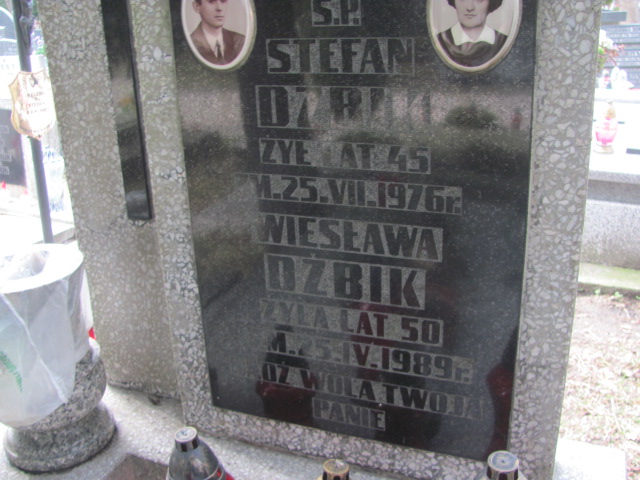 Ś.P.
STEFAN
DŹBIK
ŻYŁ LAT 45
ZM.25.VII.1976r.
WIESŁAWA
DŹBIK
ŻYŁA LAT 50
ZM.25.IV.1989r.
BÓŻ WOLA TWOJA
PANIE